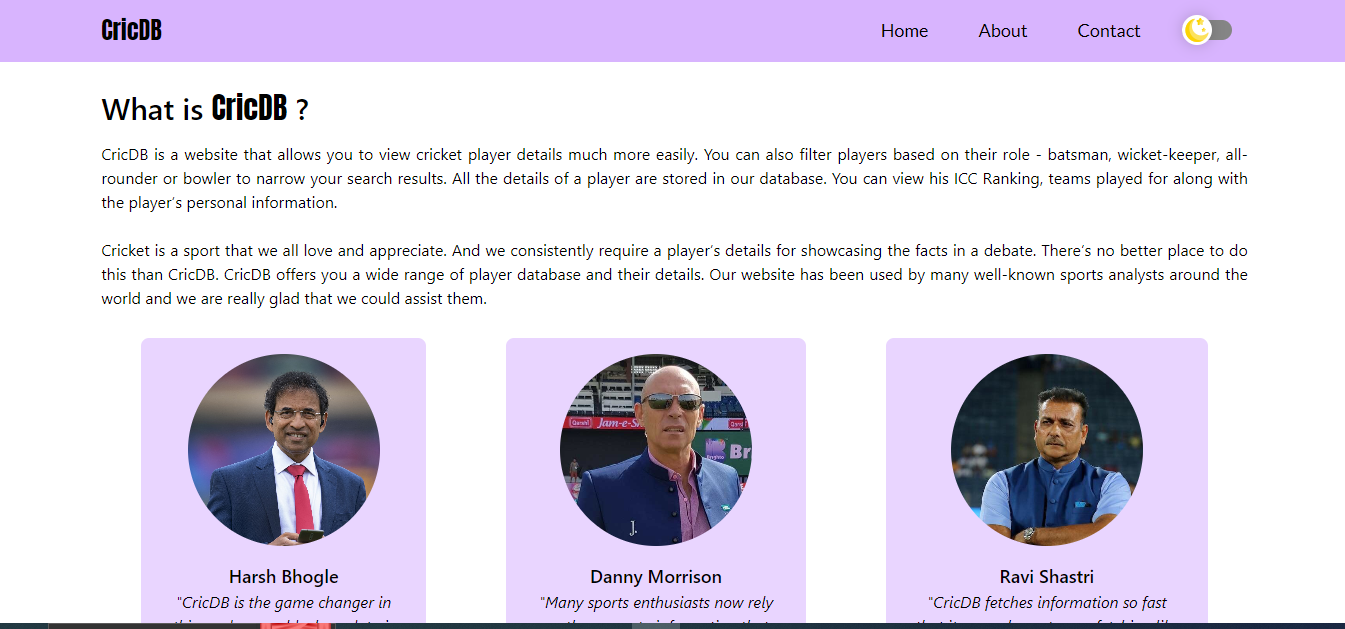 CricDB
Home About Contact
What is CricDB ?
CricDB is a website that allows you to view cricket player details much more easily. You can also filter players based on their role - batsman, wicket-keeper, all-
rounder or bowler to narrow your search results. All the details of a player are stored in our database. You can view his ICC Ranking, teams played for along with
the player's personal information.
Cricket is a sport that we all love and appreciate. And we consistently require a player's details for showcasing the facts in a debate. There's no better place to do
this than CricDB. CricDB offers you a wide range of player database and their details. Our website has been used by many well-known sports analysts around the
world and we are really glad that we could assist them.
Qarshi Jam-e-S
Qarsh
Brighto
Br
J.
Harsh Bhogle
"CricDB is the game changer in
Danny Morrison
"Many sports enthusiasts now rely
Ravi Shastri
"CricDB fetches information so fast